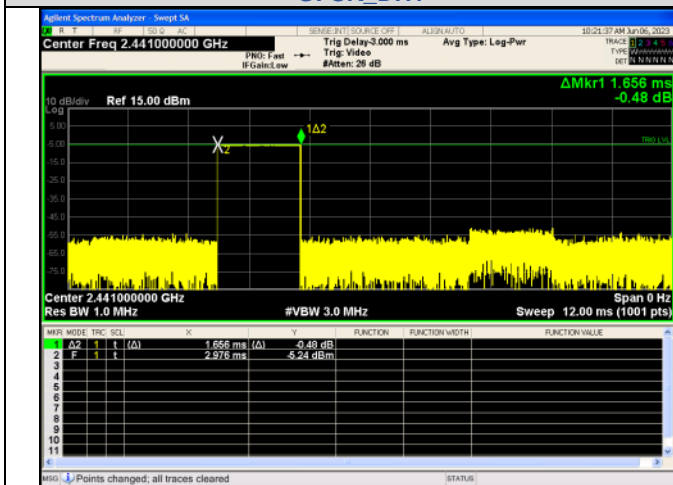 Agilent Spectrum Analyzer - Swept SA
R T RF 50 Ω AC SENSE:INT SOURCE OFF ALIGN AUTO 10:21:37 AM Jun 06, 2023
Center Freq 2.441000000 GHz
PNO: Fast
IFGain:Low
Trig Delay-3.000 ms
Trig: Video
#Atten: 26 dB
Avg Type: Log-Pwr
TRACE 1 2 3 4 5 6
TYPE
DET N N N N N N
ΔMkr1 1.656 ms
-0.48 dB
10 dB/div Ref 15.00 dBm
Log
5.00
-5.00
-15.0
-25.0
-35.0
-45.0
-55.0
-65.0
-75.0
X2
1Δ2
TRIG LVL
Center 2.441000000 GHz Span 0 Hz
Res BW 1.0 MHz #VBW 3.0 MHz Sweep 12.00 ms (1001 pts)
MKR MODE TRC SCL X Y FUNCTION FUNCTION WIDTH FUNCTION VALUE
1 Δ2 1 t (Δ) 1.656 ms (Δ) -0.48 dB
2 F 1 t 2.976 ms -5.24 dBm
3
4
5
6
7
8
9
10
11
MSG Points changed; all traces cleared STATUS